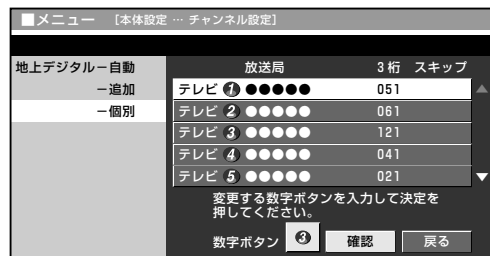 ■メニュー [本体設定 … チャンネル設定]
地上デジタルー自動 放送局 3桁 スキップ
ー追加 テレビ ❶ ●●●●● 051
ー個別 テレビ ❷ ●●●●● 061
テレビ ❸ ●●●●● 121
テレビ ❹ ●●●●● 041
テレビ ❺ ●●●●● 021
変更する数字ボタンを入力して決定を
押してください。
数字ボタン ❸ 確認 戻る